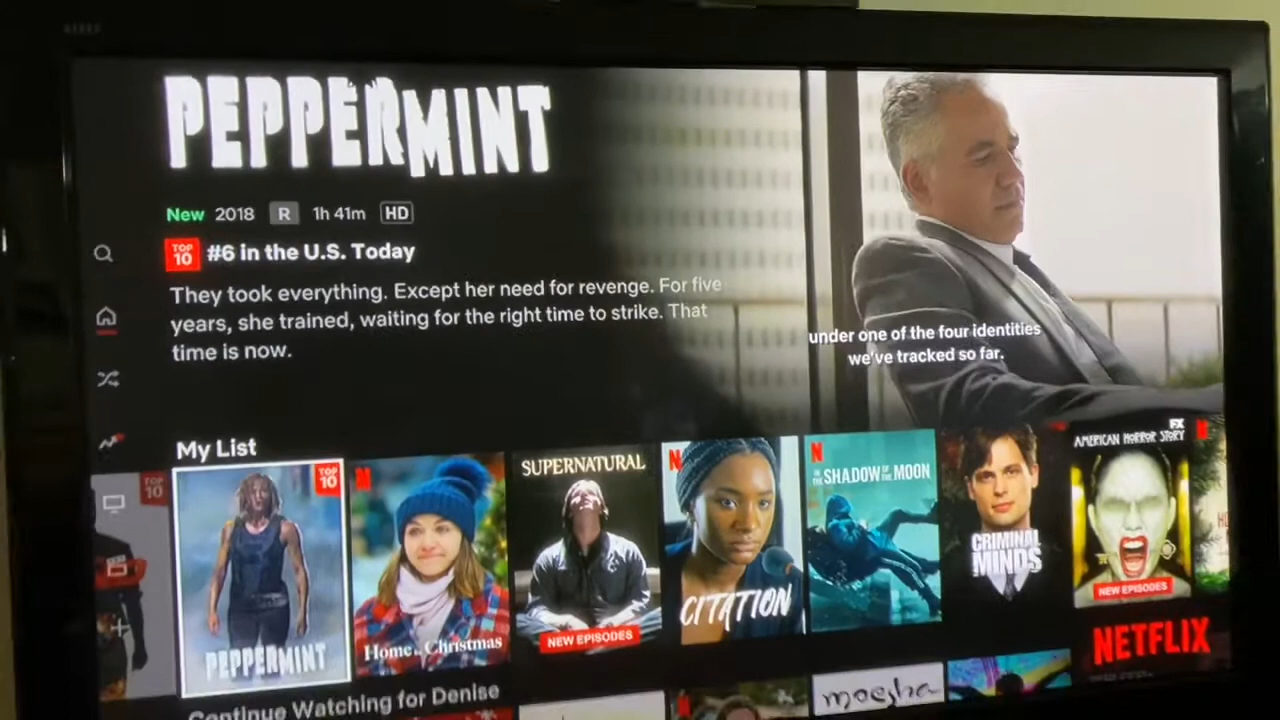 PEPPERMINT
New 2018 R 1h 41m HD
TOP 10 #6 in the U.S. Today
They took everything. Except her need for revenge. For five
years, she trained, waiting for the right time to strike. That
time is now.
under one of the four identities
we've tracked so far.
My List
TOP 10
TOP 10
PEPPERMINT
N
Home for Christmas
SUPERNATURAL
NEW EPISODES
N
CITATION
N
IN THE SHADOW OF THE MOON
CRIMINAL
MINDS
FX
AMERICAN HORROR STORY
NEW EPISODES
N
NETFLIX
Continue Watching for Denise
moesha